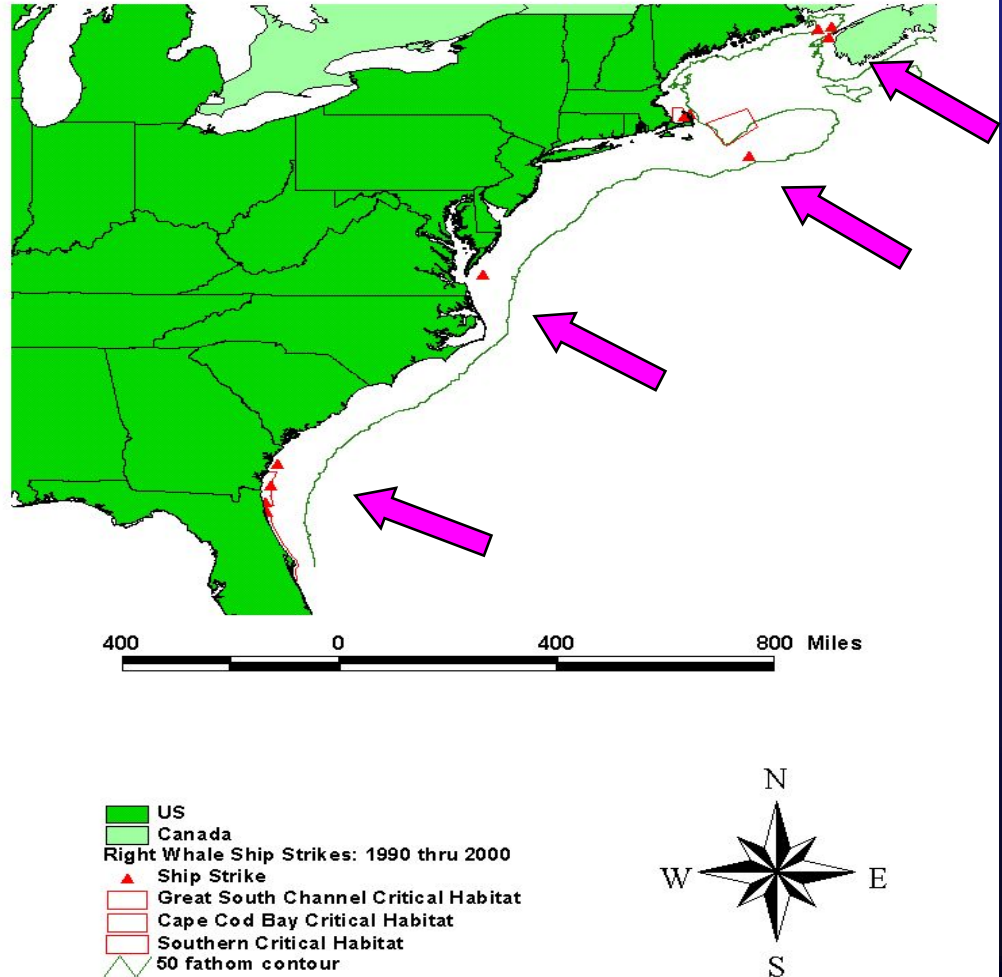 400 0 400 800 Miles
US
Canada
Right Whale Ship Strikes: 1990 thru 2000
Ship Strike
Great South Channel Critical Habitat
Cape Cod Bay Critical Habitat
Southern Critical Habitat
50 fathom contour
N
W E
S